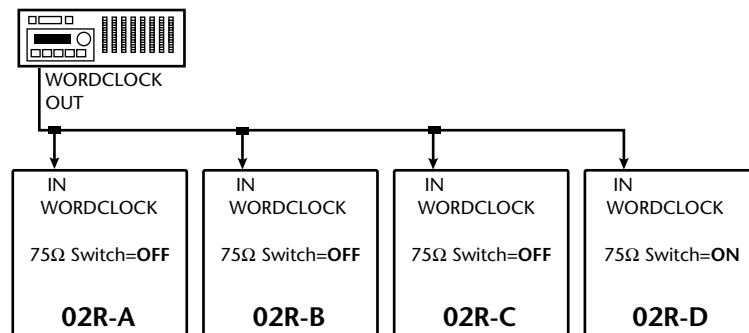 WORDCLOCK
OUT
IN
WORDCLOCK
75Ω Switch=OFF
02R-A
IN
WORDCLOCK
75Ω Switch=OFF
02R-B
IN
WORDCLOCK
75Ω Switch=OFF
02R-C
IN
WORDCLOCK
75Ω Switch=ON
02R-D